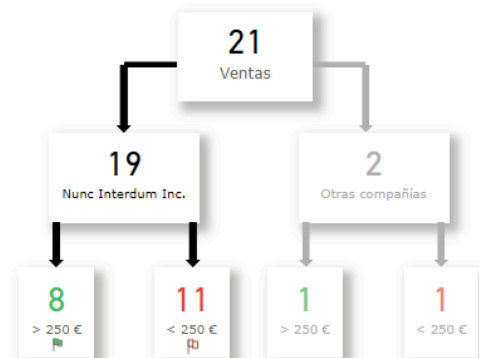 21
Ventas
19
Nunc Interdum Inc.
2
Otras compañías
8
> 250 €
11
< 250 €
1
> 250 €
1
< 250 €